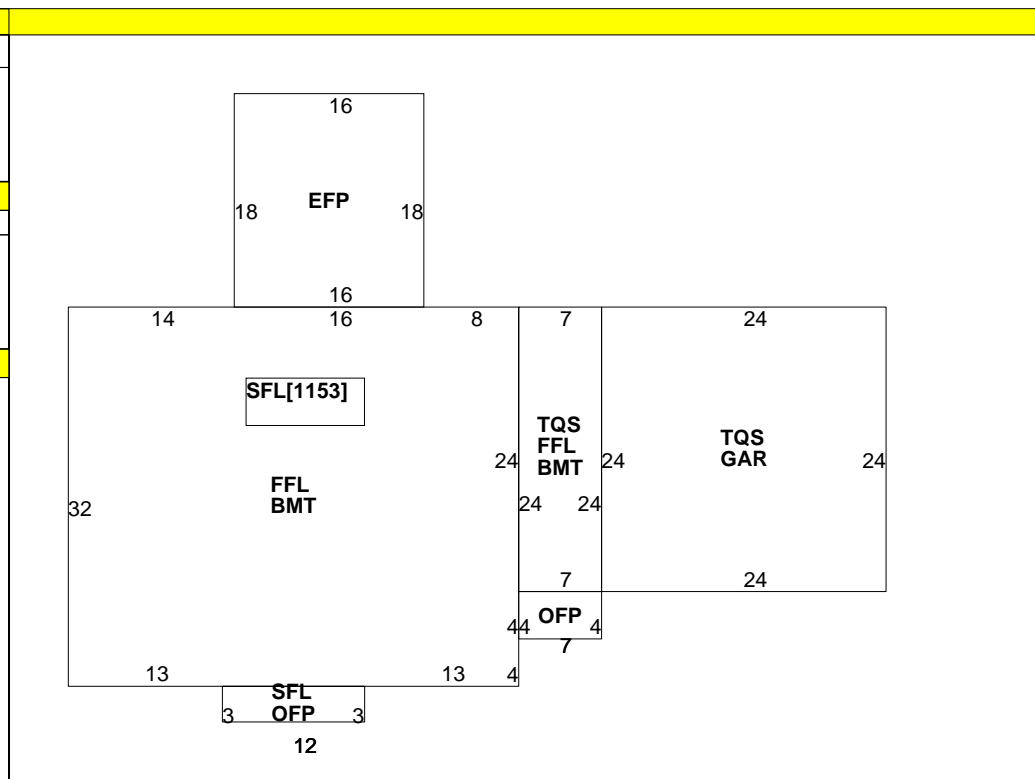 16
EFP
18 18
16
14 16 8 7 24
SFL[1153]
TQS
FFL
BMT
TQS
GAR
24 24 24
FFL
BMT
32
24 24
7 24
OFP
4 4 4
7
13 13 4
SFL
OFP
3 3
12